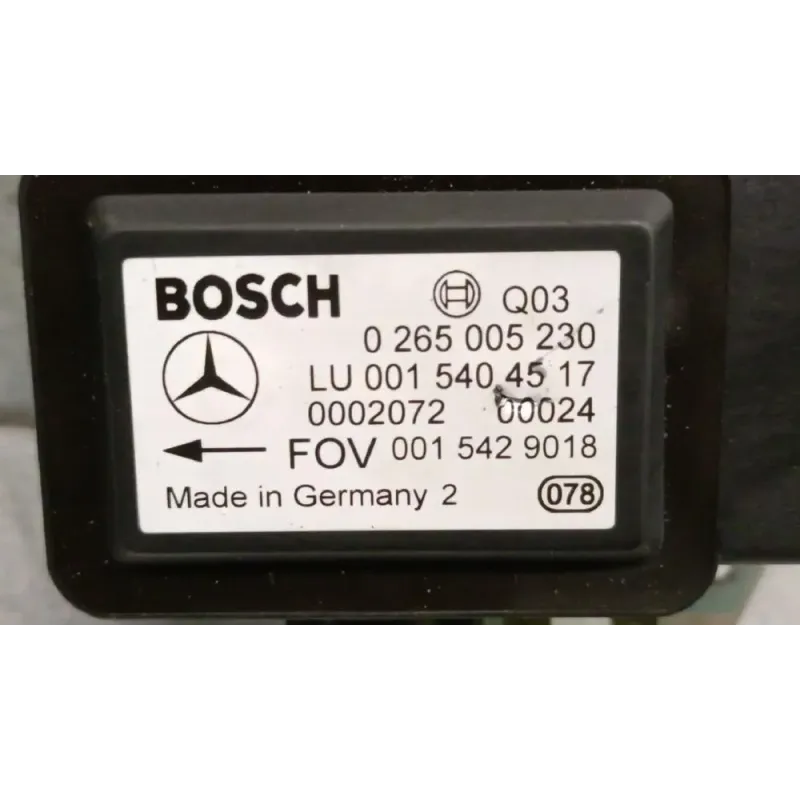 BOSCH Q03
0 265 005 230
LU 001 540 45 17
0002072 00024
FOV 001 542 9018
Made in Germany 2 078